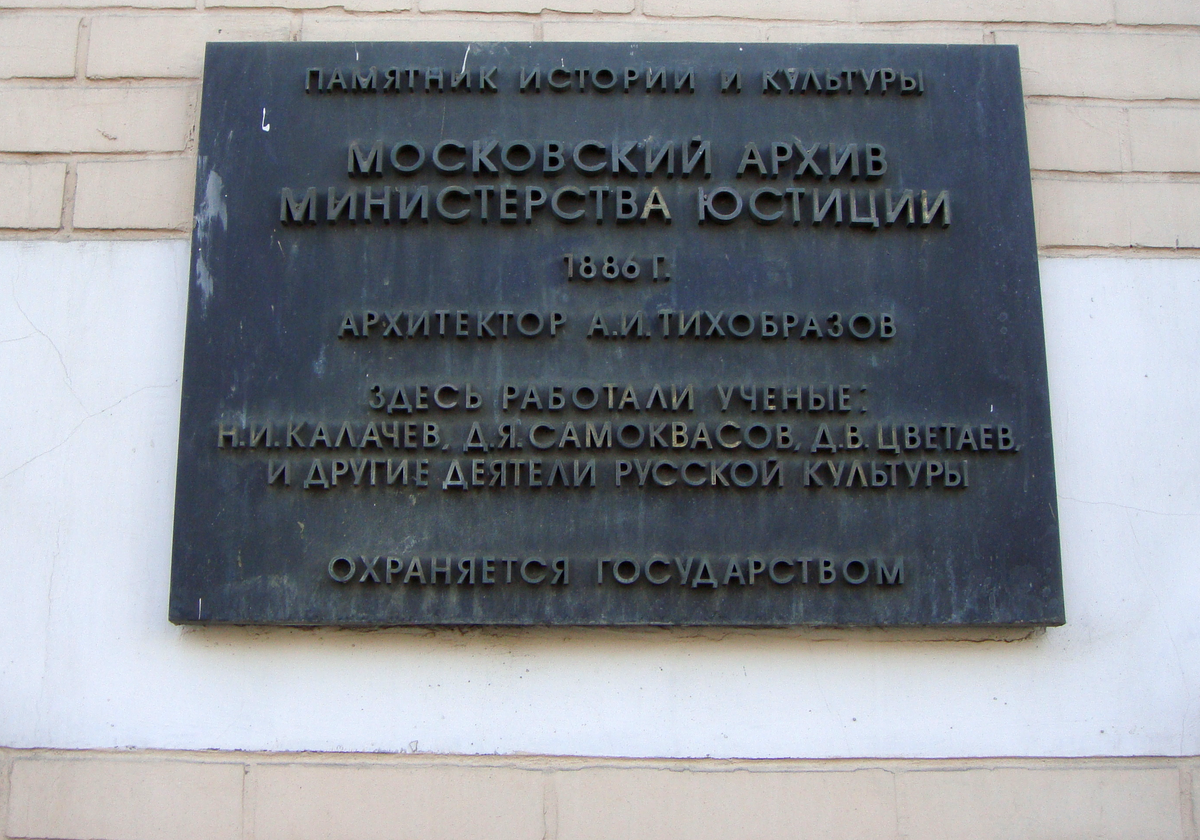 ПАМЯТНИК ИСТОРИИ И КУЛЬТУРЫ
МОСКОВСКИЙ АРХИВ
МИНИСТЕРСТВА ЮСТИЦИИ
1886 Г.
АРХИТЕКТОР А.И.ТИХОБРАЗОВ
ЗДЕСЬ РАБОТАЛИ УЧЕНЫЕ:
Н.И.КАЛАЧЕВ, Д.Я.САМОКВАСОВ, Д.В.ЦВЕТАЕВ,
И ДРУГИЕ ДЕЯТЕЛИ РУССКОЙ КУЛЬТУРЫ
ОХРАНЯЕТСЯ ГОСУДАРСТВОМ